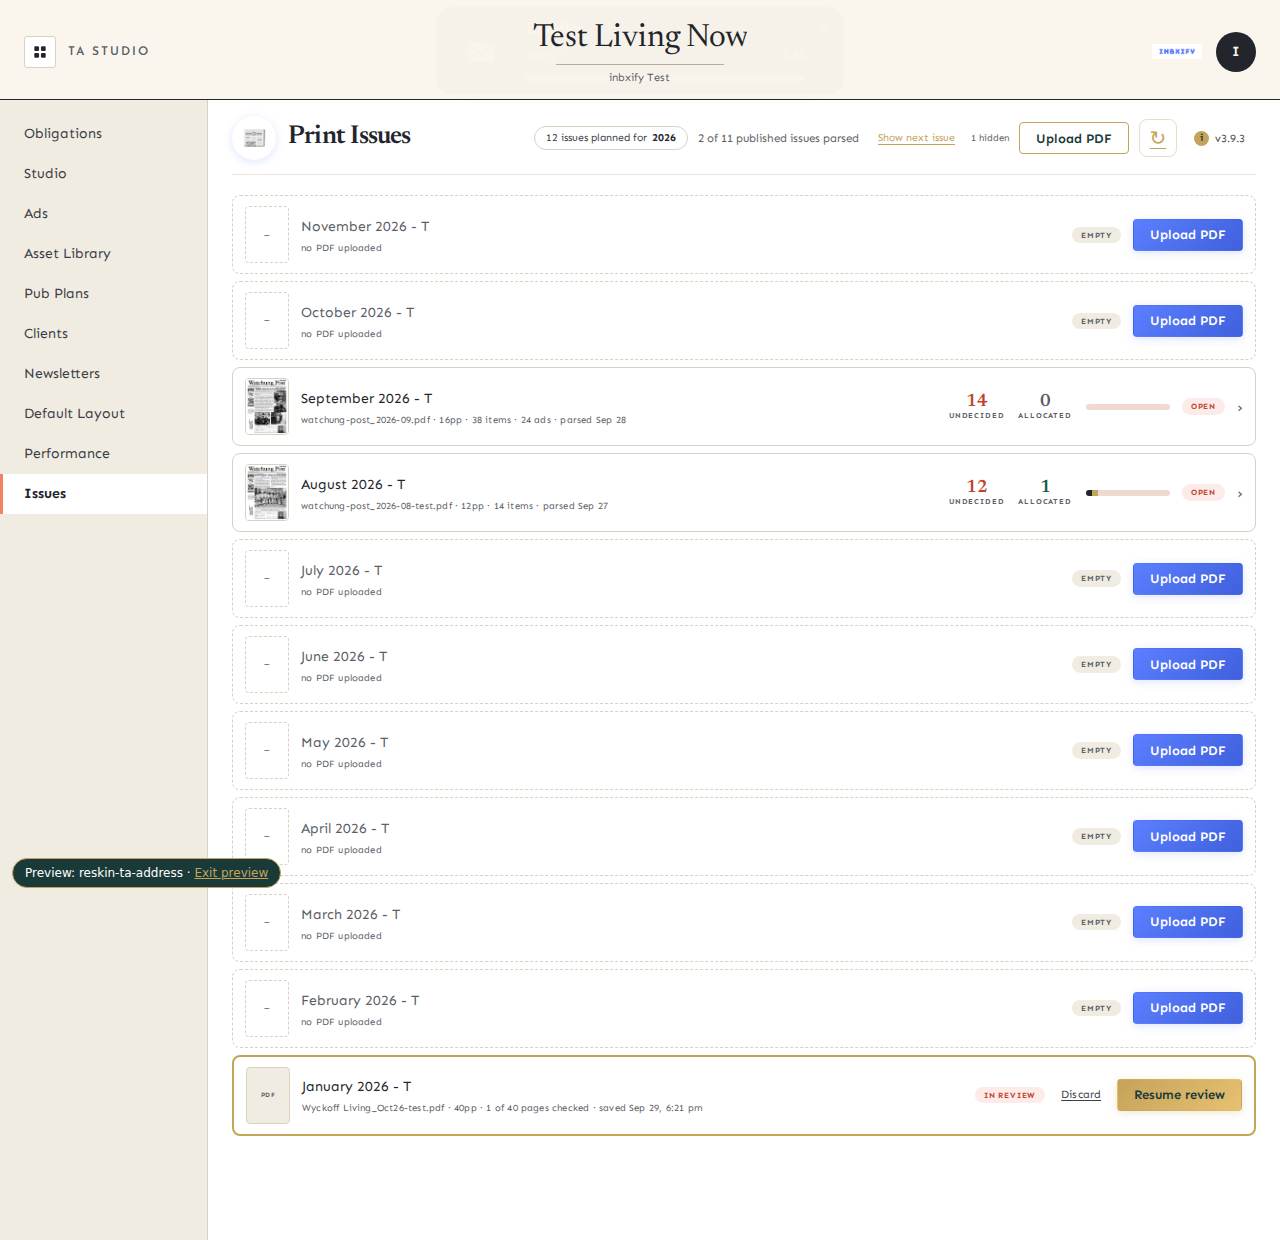 TA STUDIO
Test Living Now
inbxify Test
INBXIFY
I
Obligations
Studio
Ads
Asset Library
Pub Plans
Clients
Newsletters
Default Layout
Performance
Issues
Print Issues
12 issues planned for 2026
2 of 11 published issues parsed
Show next issue
1 hidden
Upload PDF
↻
i v3.9.3
– November 2026 - T
no PDF uploaded
EMPTY Upload PDF
– October 2026 - T
no PDF uploaded
EMPTY Upload PDF
Watchung Post
September 2026 - T
watchung-post_2026-09.pdf · 16pp · 38 items · 24 ads · parsed Sep 28
14 UNDECIDED
0 ALLOCATED
OPEN ›
Watchung Post
August 2026 - T
watchung-post_2026-08-test.pdf · 12pp · 14 items · parsed Sep 27
12 UNDECIDED
1 ALLOCATED
OPEN ›
– July 2026 - T
no PDF uploaded
EMPTY Upload PDF
– June 2026 - T
no PDF uploaded
EMPTY Upload PDF
– May 2026 - T
no PDF uploaded
EMPTY Upload PDF
– April 2026 - T
no PDF uploaded
EMPTY Upload PDF
Preview: reskin-ta-address · Exit preview
– March 2026 - T
no PDF uploaded
EMPTY Upload PDF
– February 2026 - T
no PDF uploaded
EMPTY Upload PDF
PDF
January 2026 - T
Wyckoff Living_Oct26-test.pdf · 40pp · 1 of 40 pages checked · saved Sep 29, 6:21 pm
IN REVIEW Discard Resume review